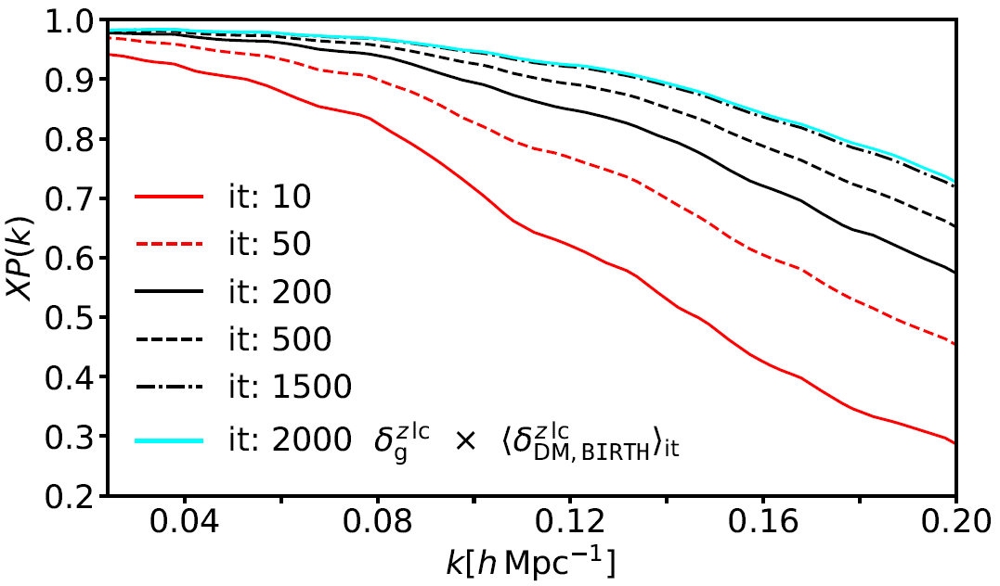 1.0
0.9
0.8
0.7
0.6
0.5
0.4
0.3
0.2
XP(k)
it: 10
it: 50
it: 200
it: 500
it: 1500
it: 2000 δ_g^{zlc} × ⟨δ_{DM, BIRTH}^{zlc}⟩_{it}
0.04 0.08 0.12 0.16 0.20
k[h Mpc⁻¹]